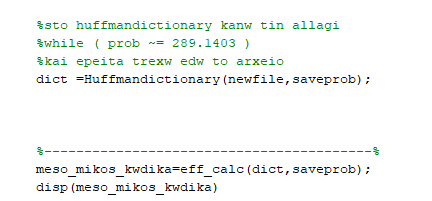 %sto huffmandictionary kanw tin allagi
%while ( prob ~= 289.1403 )
%kai epeita trexw edw to arxeio
dict =Huffmandictionary(newfile,saveprob);
%-----------------------------------------%
meso_mikos_kwdika=eff_calc(dict,saveprob);
disp(meso_mikos_kwdika)